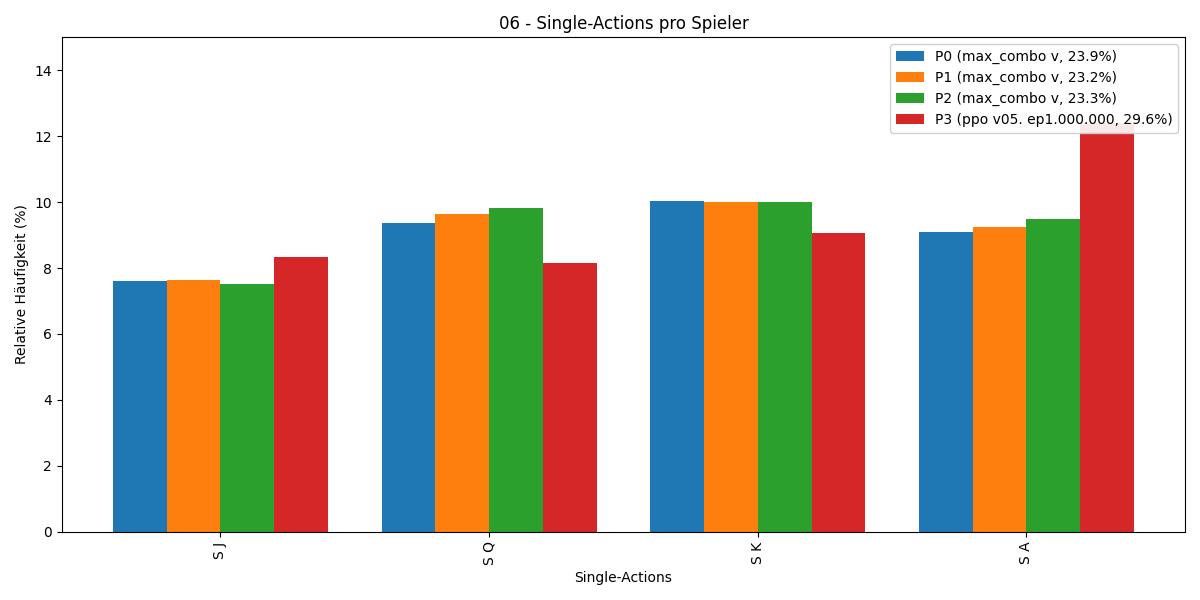 06 - Single-Actions pro Spieler
P0 (max_combo v, 23.9%)
P1 (max_combo v, 23.2%)
P2 (max_combo v, 23.3%)
P3 (ppo v05. ep1.000.000, 29.6%)
Relative Häufigkeit (%)
14
12
10
8
6
4
2
0
S J
S Q
S K
S A
Single-Actions